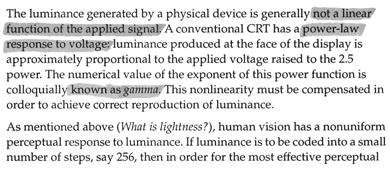 The luminance generated by a physical device is generally not a linear
function of the applied signal. A conventional CRT has a power-law
response to voltage: luminance produced at the face of the display is
approximately proportional to the applied voltage raised to the 2.5
power. The numerical value of the exponent of this power function is
colloquially known as gamma. This nonlinearity must be compensated in
order to achieve correct reproduction of luminance.
As mentioned above (What is lightness?), human vision has a nonuniform
perceptual response to luminance. If luminance is to be coded into a small
number of steps, say 256, then in order for the most effective perceptual